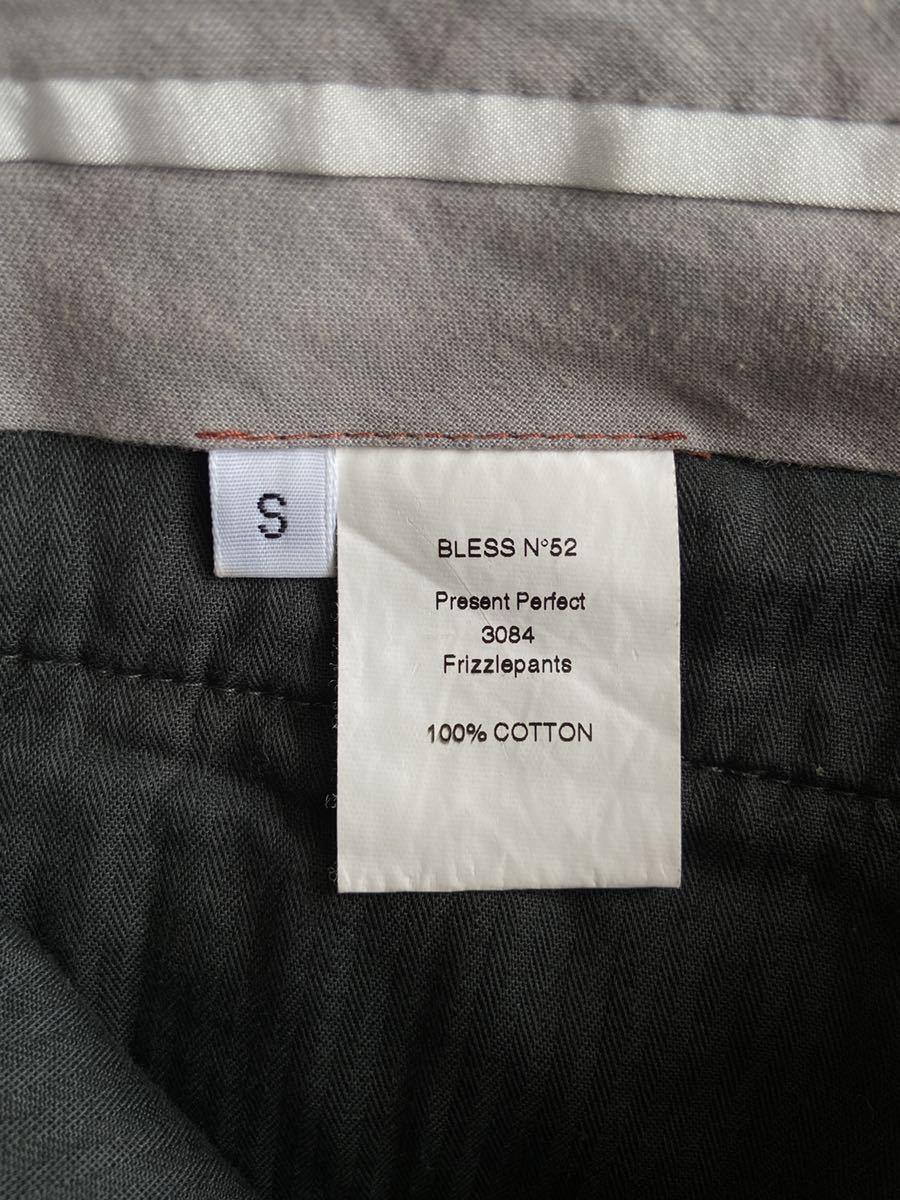 S
BLESS N°52
Present Perfect
3084
Frizzlepants
100% COTTON